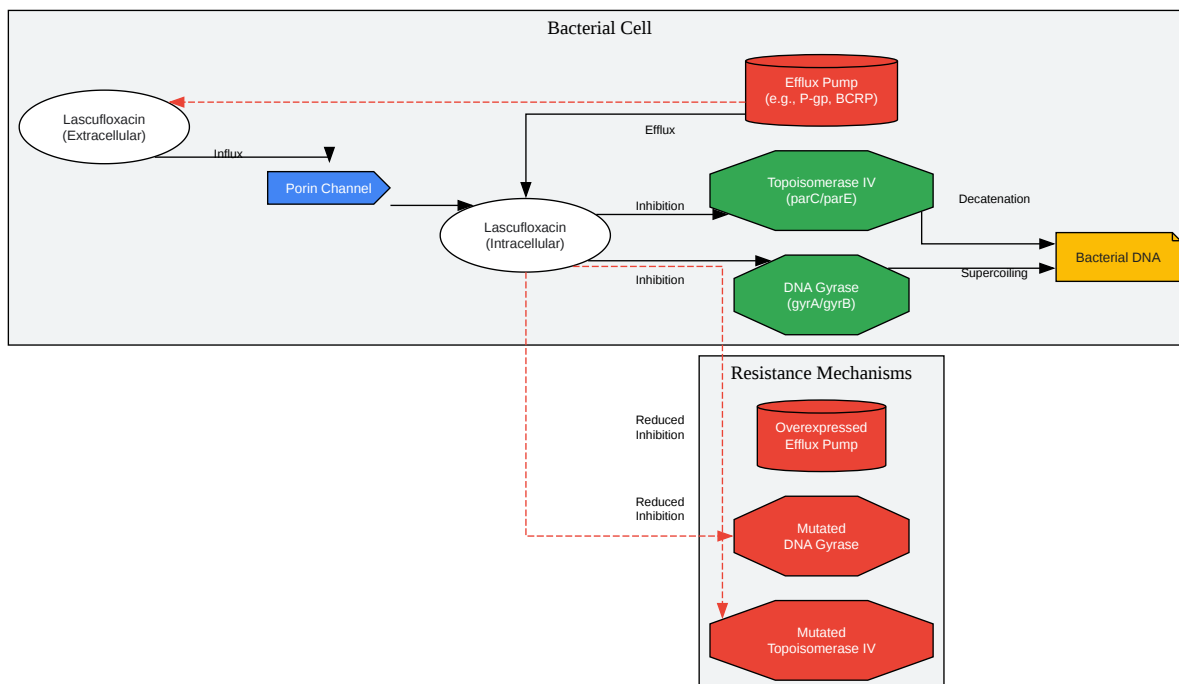 Bacterial Cell
Efflux Pump
(e.g., P-gp, BCRP)
Lascufloxacin
(Extracellular)
Efflux
Influx
Porin Channel
Topoisomerase IV
(parC/parE)
Decatenation
Inhibition
Lascufloxacin
(Intracellular)
Bacterial DNA
Inhibition
Supercoiling
DNA Gyrase
(gyrA/gyrB)
Resistance Mechanisms
Reduced
Inhibition
Overexpressed
Efflux Pump
Reduced
Inhibition
Mutated
DNA Gyrase
Mutated
Topoisomerase IV